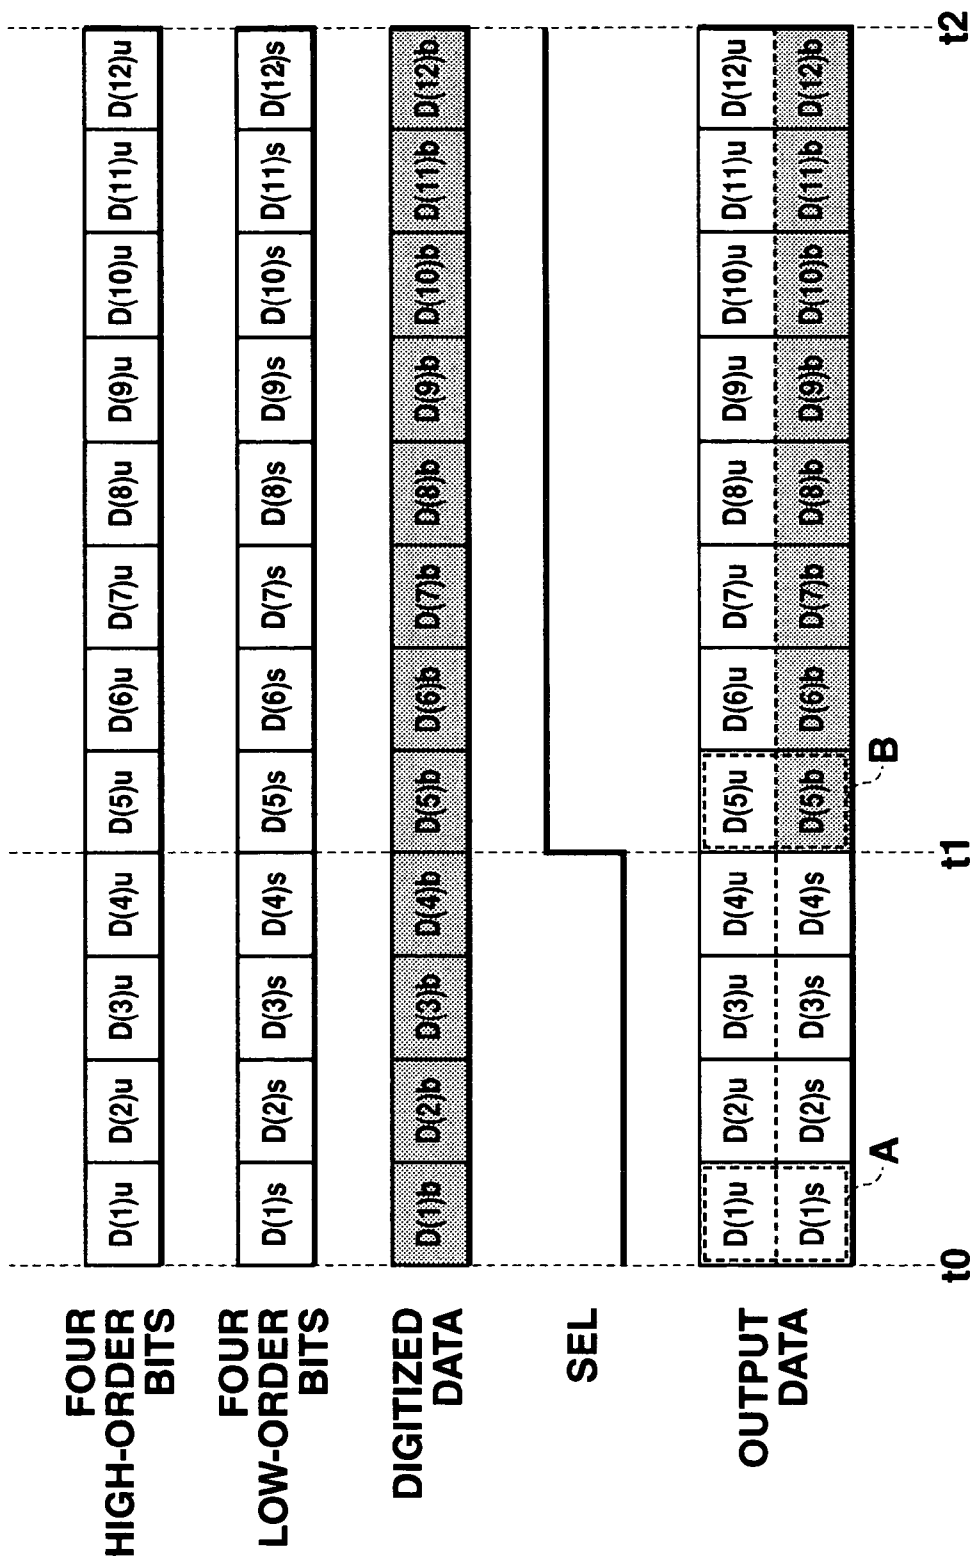 FOUR
HIGH-ORDER
BITS
D(1)u D(2)u D(3)u D(4)u D(5)u D(6)u D(7)u D(8)u D(9)u D(10)u D(11)u D(12)u
FOUR
LOW-ORDER
BITS
D(1)s D(2)s D(3)s D(4)s D(5)s D(6)s D(7)s D(8)s D(9)s D(10)s D(11)s D(12)s
DIGITIZED
DATA
D(1)b D(2)b D(3)b D(4)b D(5)b D(6)b D(7)b D(8)b D(9)b D(10)b D(11)b D(12)b
SEL
OUTPUT
DATA
D(1)u D(2)u D(3)u D(4)u D(5)u D(6)u D(7)u D(8)u D(9)u D(10)u D(11)u D(12)u
D(1)s D(2)s D(3)s D(4)s D(5)b D(6)b D(7)b D(8)b D(9)b D(10)b D(11)b D(12)b
A B
t0 t1 t2